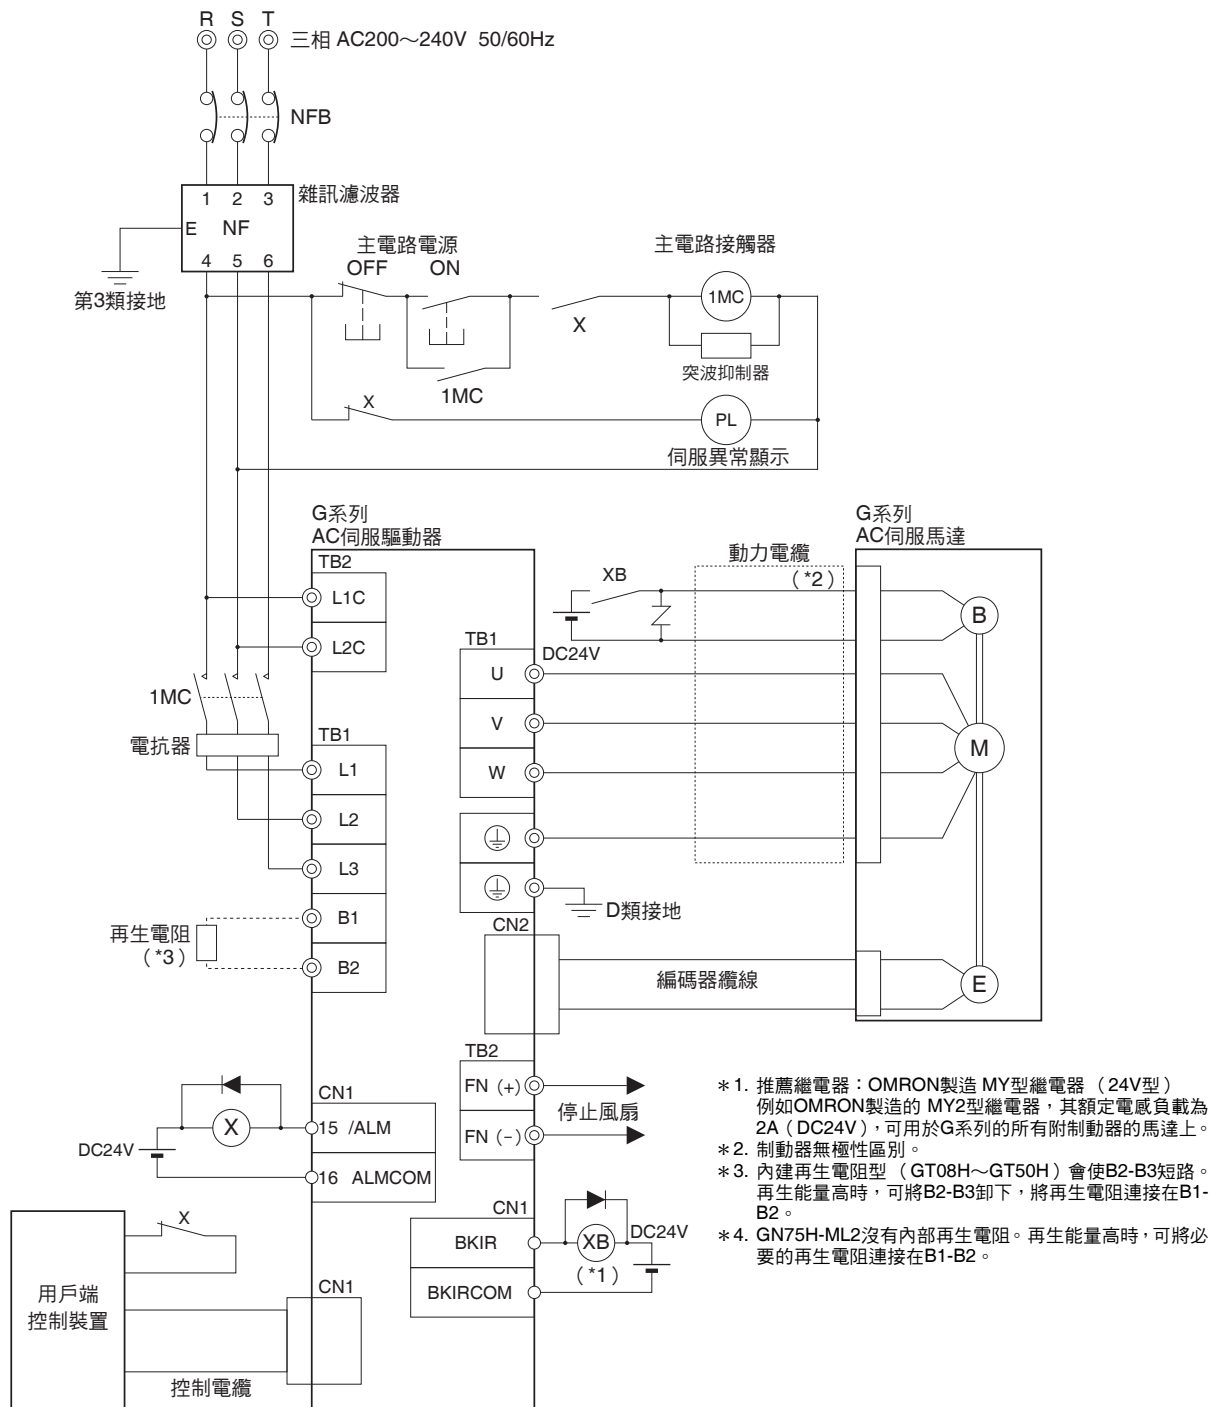 R S T
三相 AC200～240V 50/60Hz
NFB
1 2 3
雜訊濾波器
E NF
4 5 6
第3類接地
主電路電源
OFF ON
主電路接觸器
1MC
X
突波抑制器
1MC
X
PL
伺服異常顯示
G系列
AC伺服驅動器
TB2
L1C
L2C
1MC
電抗器
TB1
L1
L2
L3
B1
B2
再生電阻
（*3）
G系列
AC伺服馬達
動力電纜
（*2）
XB
DC24V
B
TB1
U
V
W
M
D類接地
CN2
編碼器纜線
E
TB2
FN (+)
FN (−)
停止風扇
X
DC24V
CN1
15 /ALM
16 ALMCOM
CN1
BKIR
BKIRCOM
XB
（*1）
DC24V
X
用戶端
控制裝置
CN1
控制電纜
＊1. 推薦繼電器：OMRON製造 MY型繼電器 （24V型）
例如OMRON製造的 MY2型繼電器，其額定電感負載為
2A（DC24V），可用於G系列的所有附制動器的馬達上。
＊2. 制動器無極性區別。
＊3. 內建再生電阻型 （GT08H～GT50H）會使B2-B3短路。
再生能量高時，可將B2-B3卸下，將再生電阻連接在B1-
B2。
＊4. GN75H-ML2沒有內部再生電阻。再生能量高時，可將必
要的再生電阻連接在B1-B2。